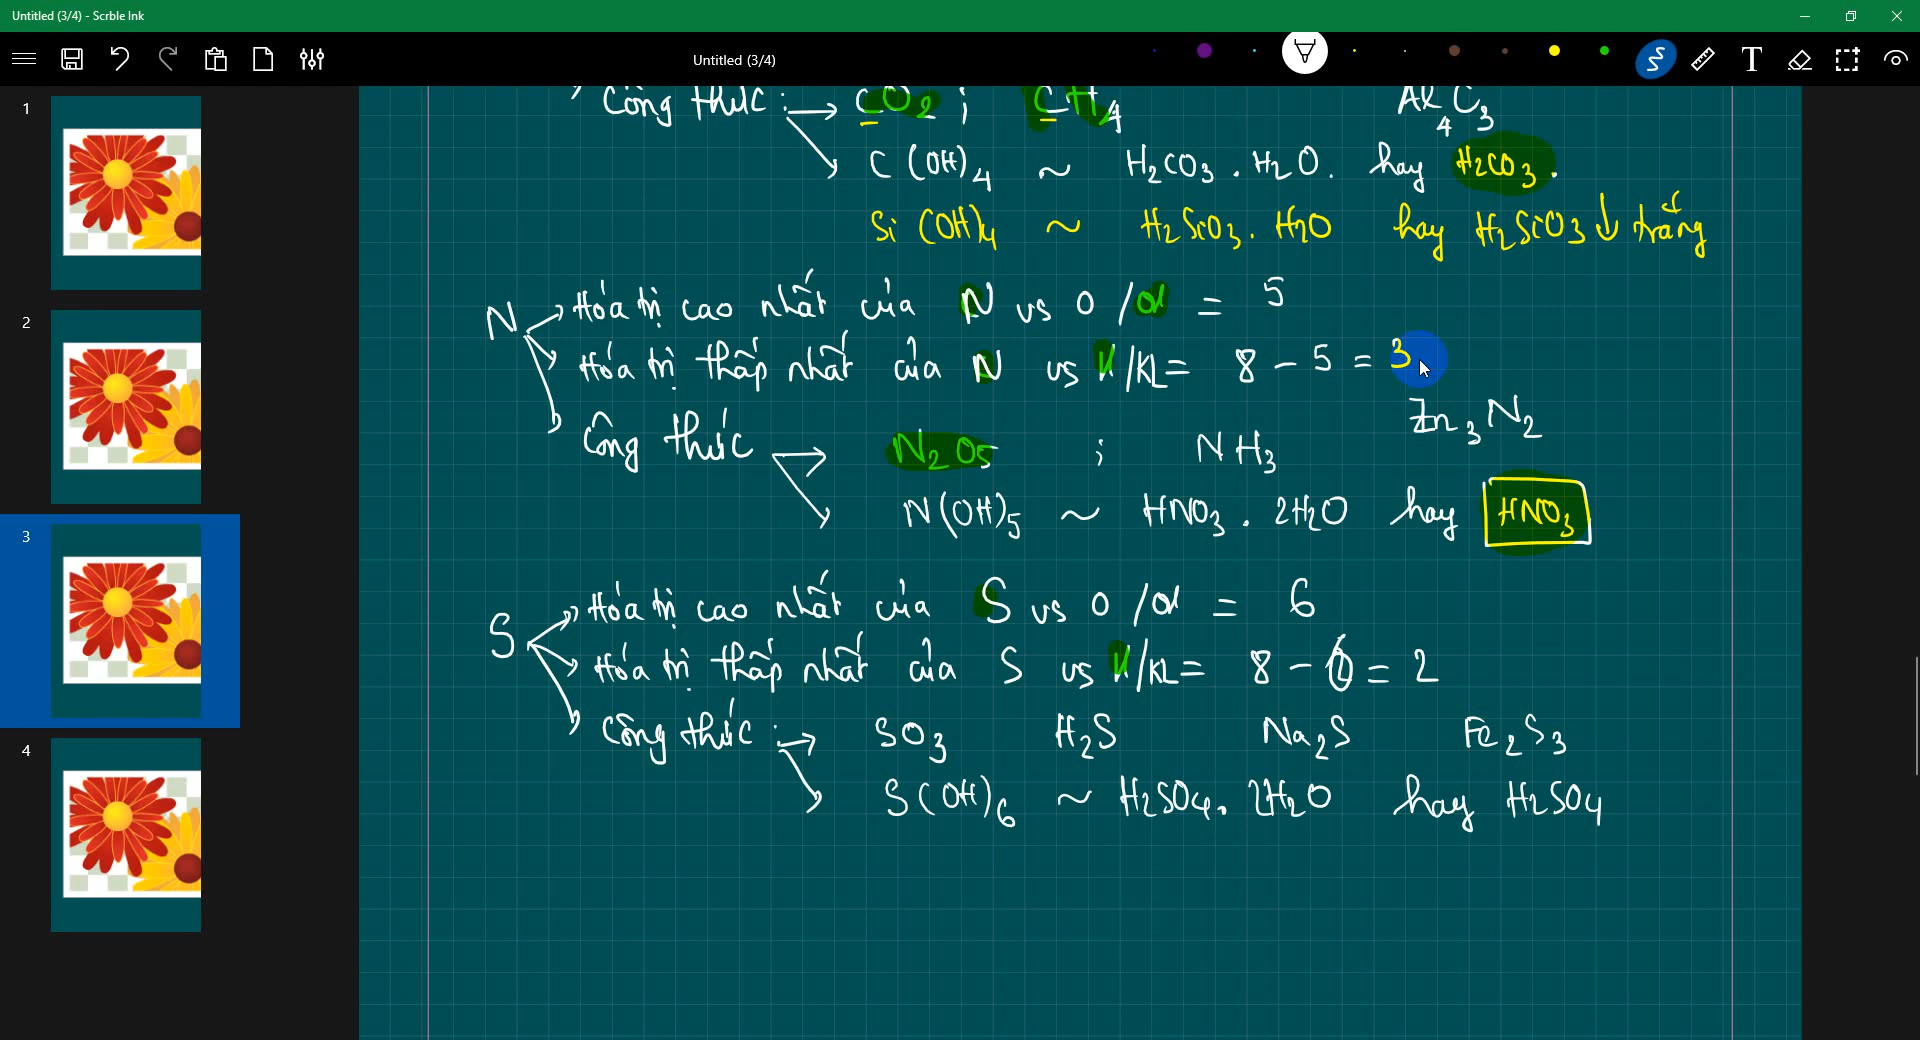 Untitled (3/4) - Scrble Ink
Untitled (3/4)
1
2
3
4
Công thức : → CO2 ; CH4 Al4C3
C(OH)4 ~ H2CO3 . H2O . hay H2CO3 .
Si(OH)4 ~ H2SiO3 . H2O hay H2SiO3 ↓ trắng
N → Hóa trị cao nhất của N vs O / Cl = 5
Hóa trị thấp nhất của N vs H/KL = 8 - 5 = 3
Zn3N2
Công thức → N2O5 ; NH3
N(OH)5 ~ HNO3 . 2H2O hay HNO3
S → Hóa trị cao nhất của S vs O / Cl = 6
Hóa trị thấp nhất của S vs H/KL = 8 - 6 = 2
Công thức : → SO3 H2S Na2S Fe2S3
S(OH)6 ~ H2SO4 . 2H2O hay H2SO4